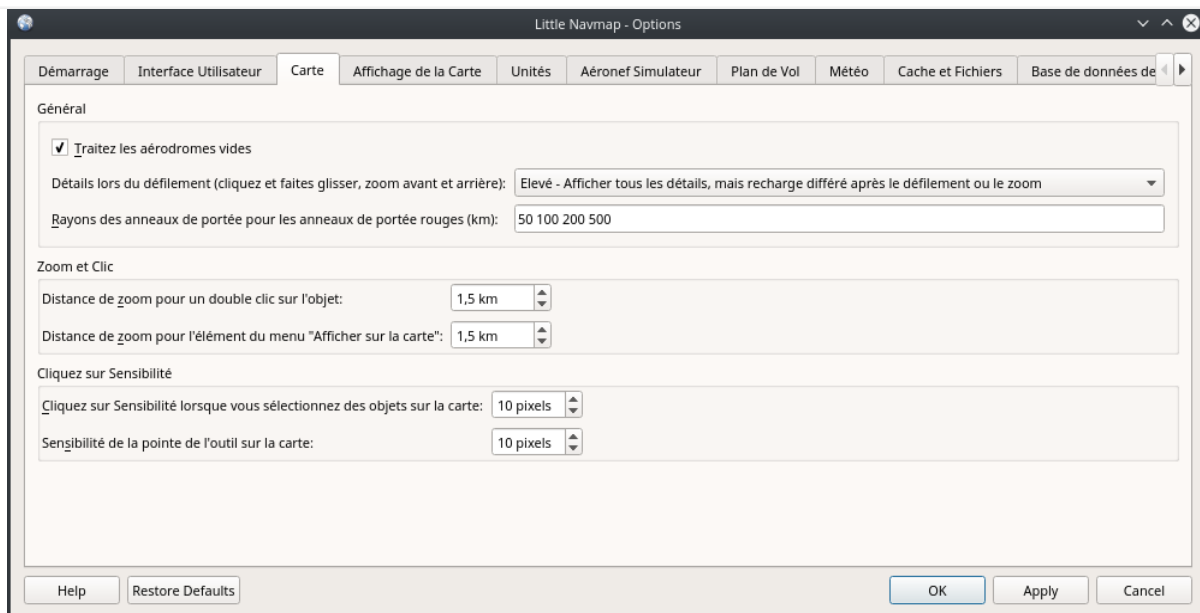 Little Navmap - Options
Démarrage Interface Utilisateur Carte Affichage de la Carte Unités Aéronef Simulateur Plan de Vol Météo Cache et Fichiers Base de données de
Général
Traitez les aérodromes vides
Détails lors du défilement (cliquez et faites glisser, zoom avant et arrière): Elevé - Afficher tous les détails, mais recharge différé après le défilement ou le zoom
Rayons des anneaux de portée pour les anneaux de portée rouges (km): 50 100 200 500
Zoom et Clic
Distance de zoom pour un double clic sur l'objet: 1,5 km
Distance de zoom pour l'élément du menu "Afficher sur la carte": 1,5 km
Cliquez sur Sensibilité
Cliquez sur Sensibilité lorsque vous sélectionnez des objets sur la carte: 10 pixels
Sensibilité de la pointe de l'outil sur la carte: 10 pixels
Help Restore Defaults OK Apply Cancel